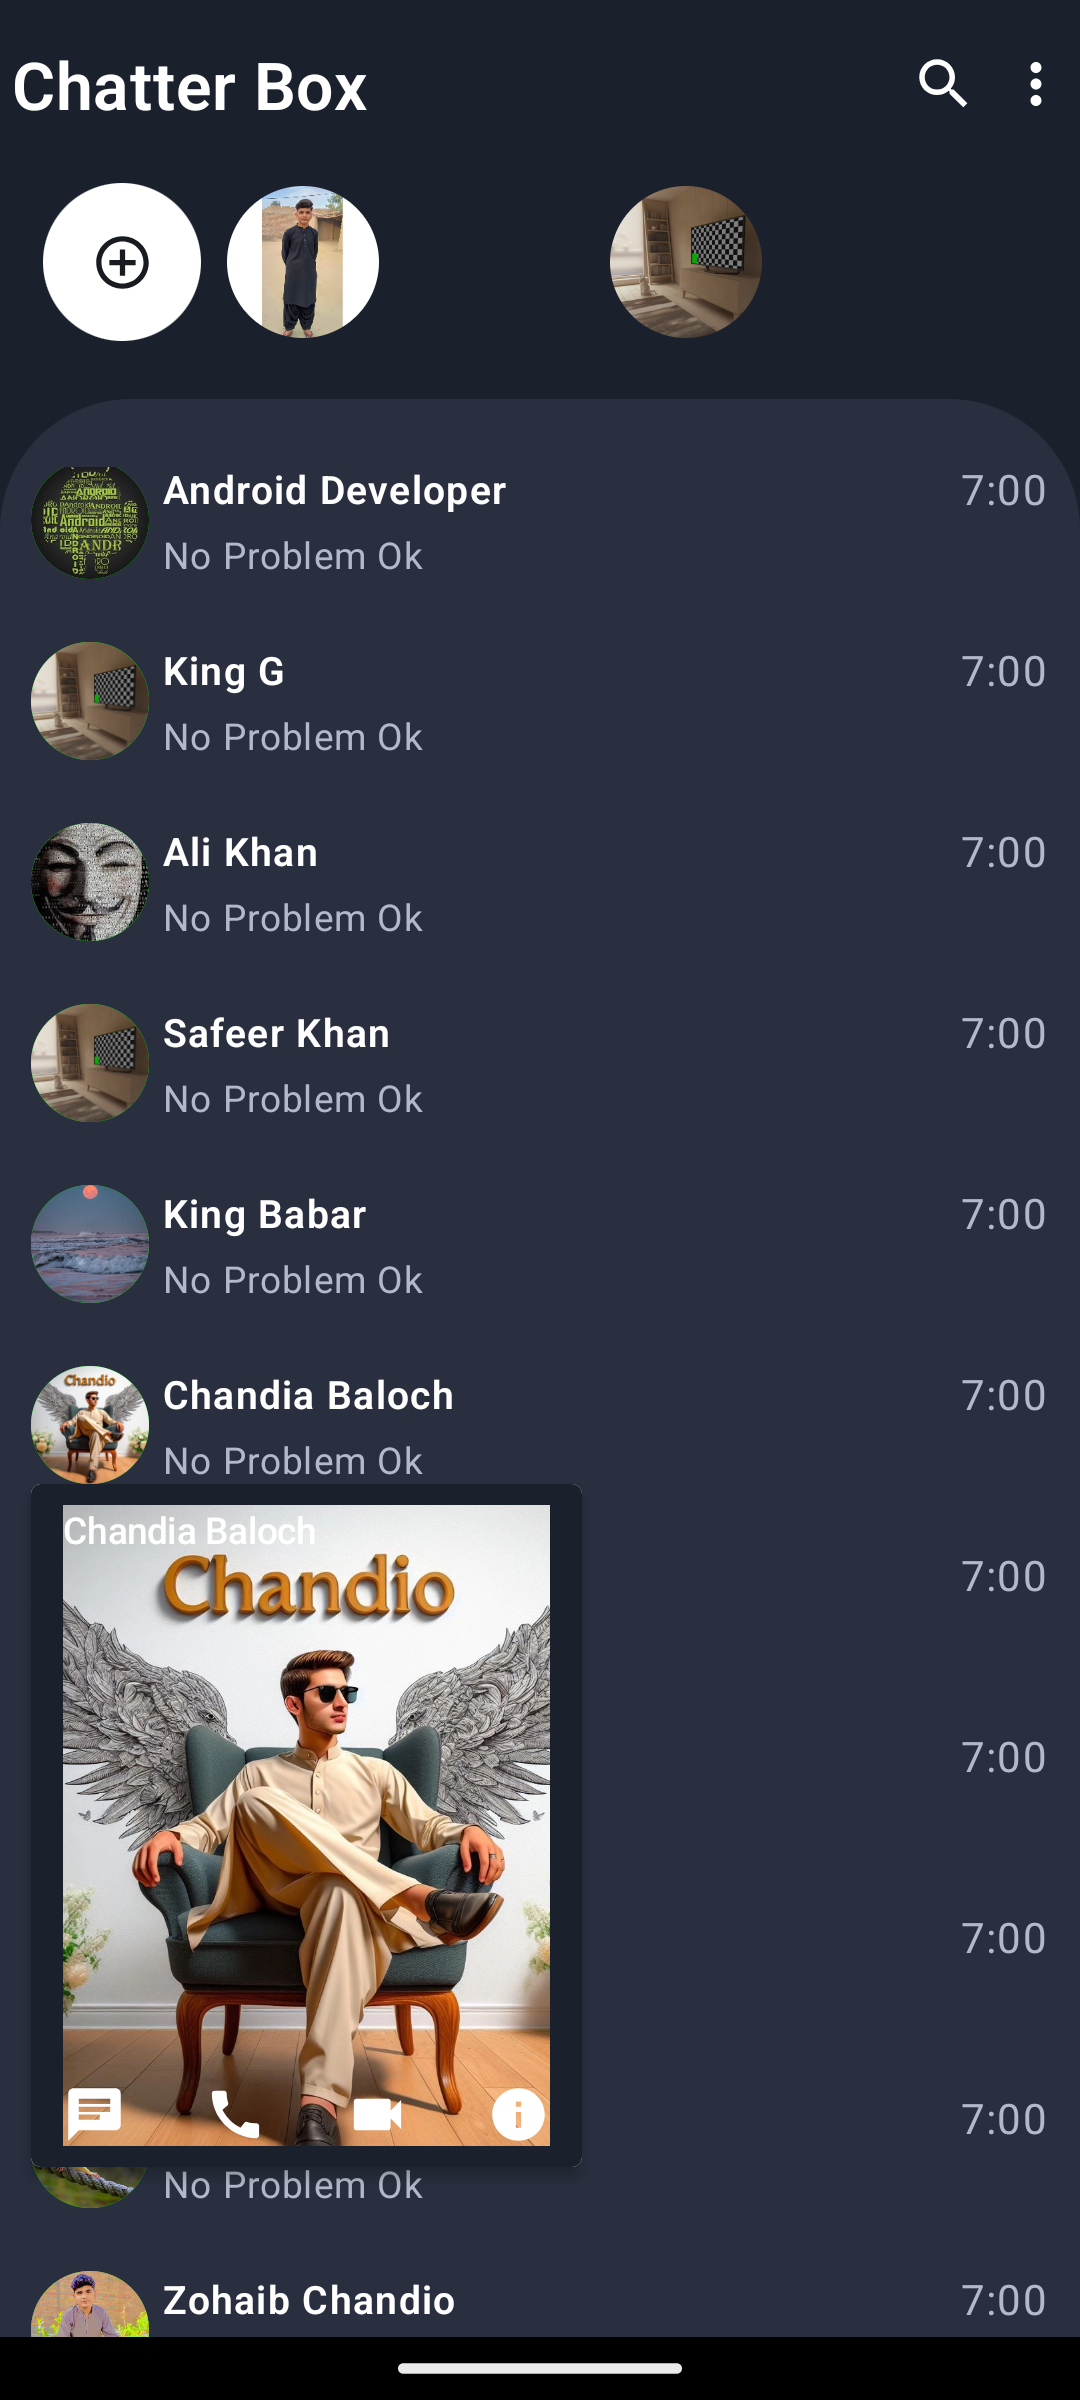 Chatter Box
Android Developer 7:00
No Problem Ok
King G 7:00
No Problem Ok
Ali Khan 7:00
No Problem Ok
Safeer Khan 7:00
No Problem Ok
King Babar 7:00
No Problem Ok
Chandio
Chandia Baloch 7:00
No Problem Ok
Chandia Baloch
Chandio
7:00
7:00
7:00
7:00
No Problem Ok
Zohaib Chandio 7:00